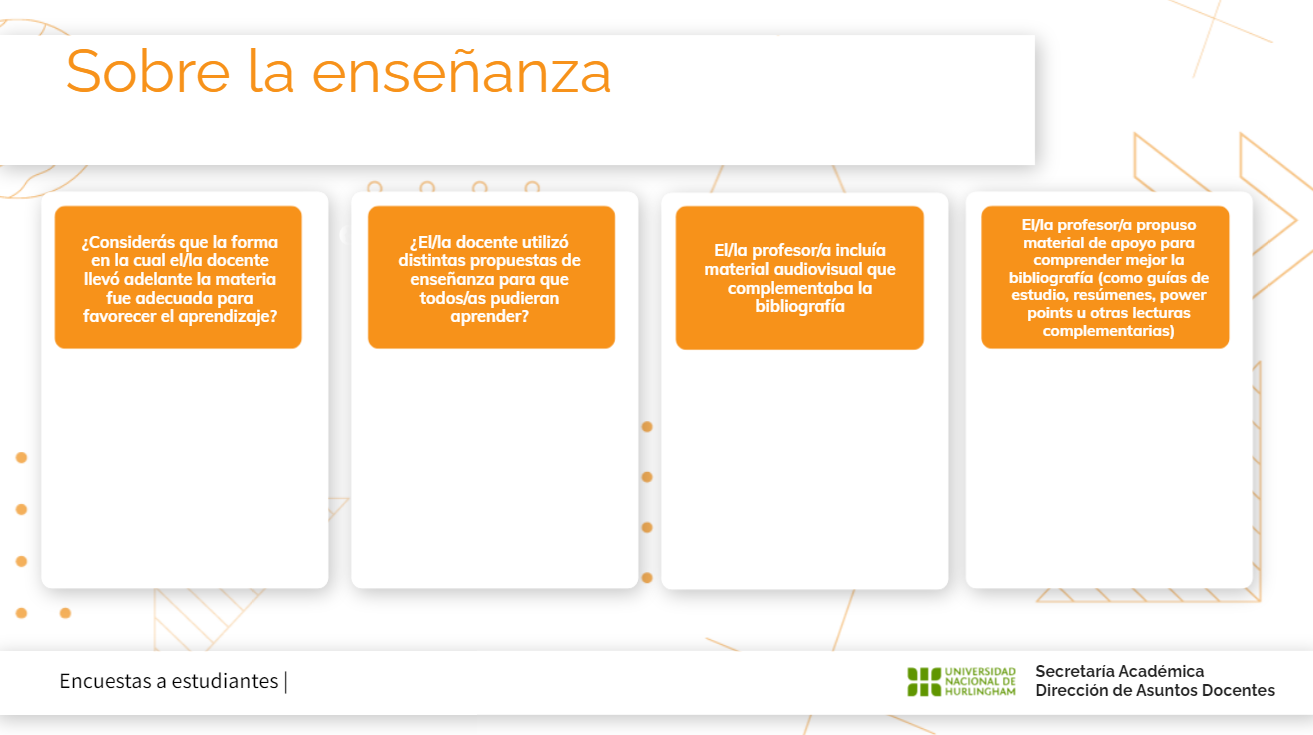 Sobre la enseñanza
¿Considerás que la forma
en la cual el/la docente
llevó adelante la materia
fue adecuada para
favorecer el aprendizaje?
¿El/la docente utilizó
distintas propuestas de
enseñanza para que
todos/as pudieran
aprender?
El/la profesor/a incluía
material audiovisual que
complementaba la
bibliografía
El/la profesor/a propuso
material de apoyo para
comprender mejor la
bibliografía (como guías de
estudio, resúmenes, power
points u otras lecturas
complementarias)
Encuestas a estudiantes |
UNIVERSIDAD
NACIONAL DE
HURLINGHAM
Secretaría Académica
Dirección de Asuntos Docentes